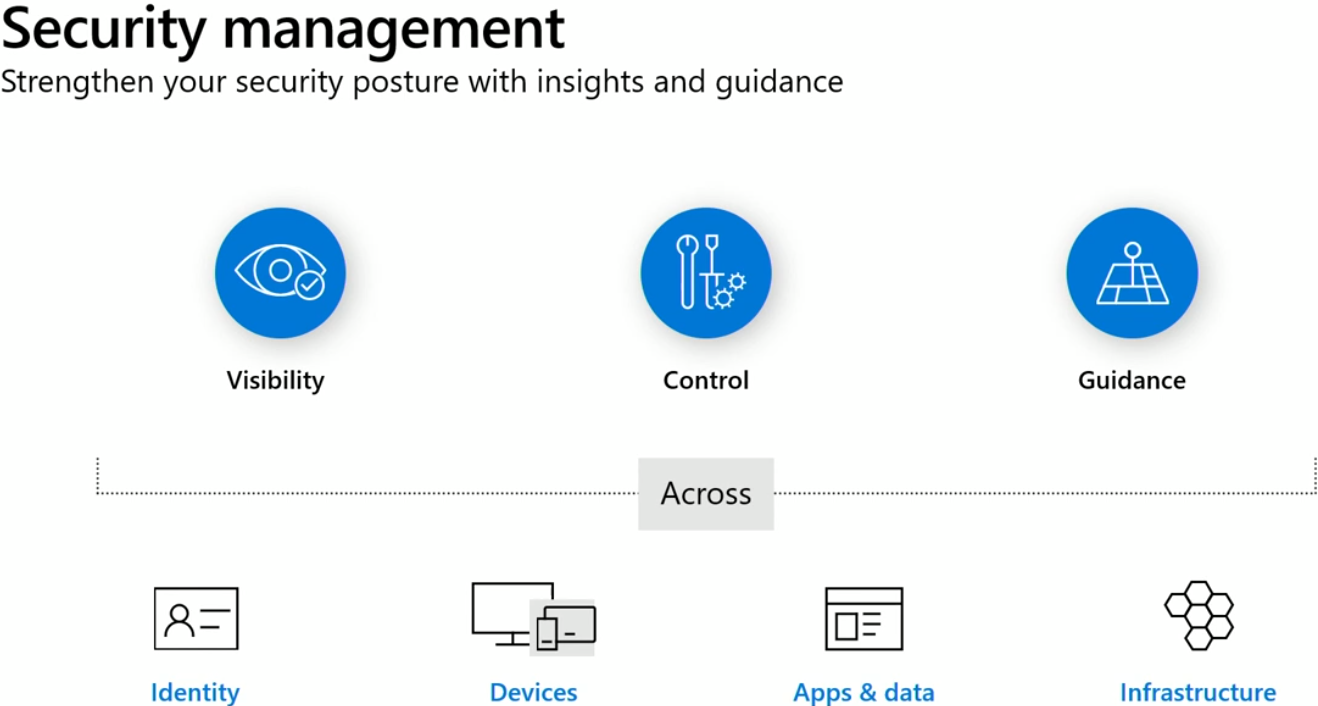 Security management
Strengthen your security posture with insights and guidance
Visibility
Control
Guidance
Across
Identity
Devices
Apps & data
Infrastructure